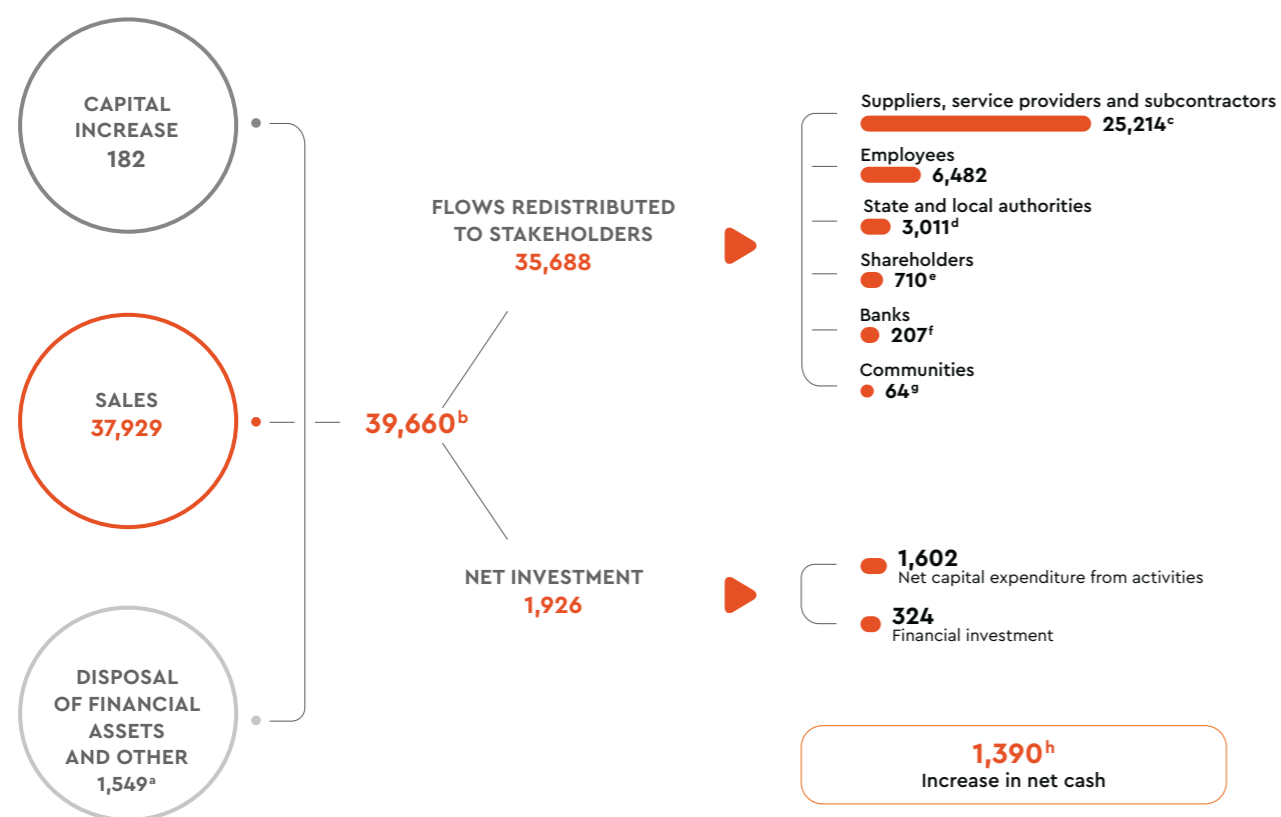 CAPITAL
INCREASE
182
SALES
37,929
DISPOSAL
OF FINANCIAL
ASSETS
AND OTHER
1,549ᵃ
39,660ᵇ
FLOWS REDISTRIBUTED
TO STAKEHOLDERS
35,688
Suppliers, service providers and subcontractors
25,214ᶜ
Employees
6,482
State and local authorities
3,011ᵈ
Shareholders
710ᵉ
Banks
207ᶠ
Communities
64ᵍ
NET INVESTMENT
1,926
1,602
Net capital expenditure from activities
324
Financial investment
1,390ʰ
Increase in net cash